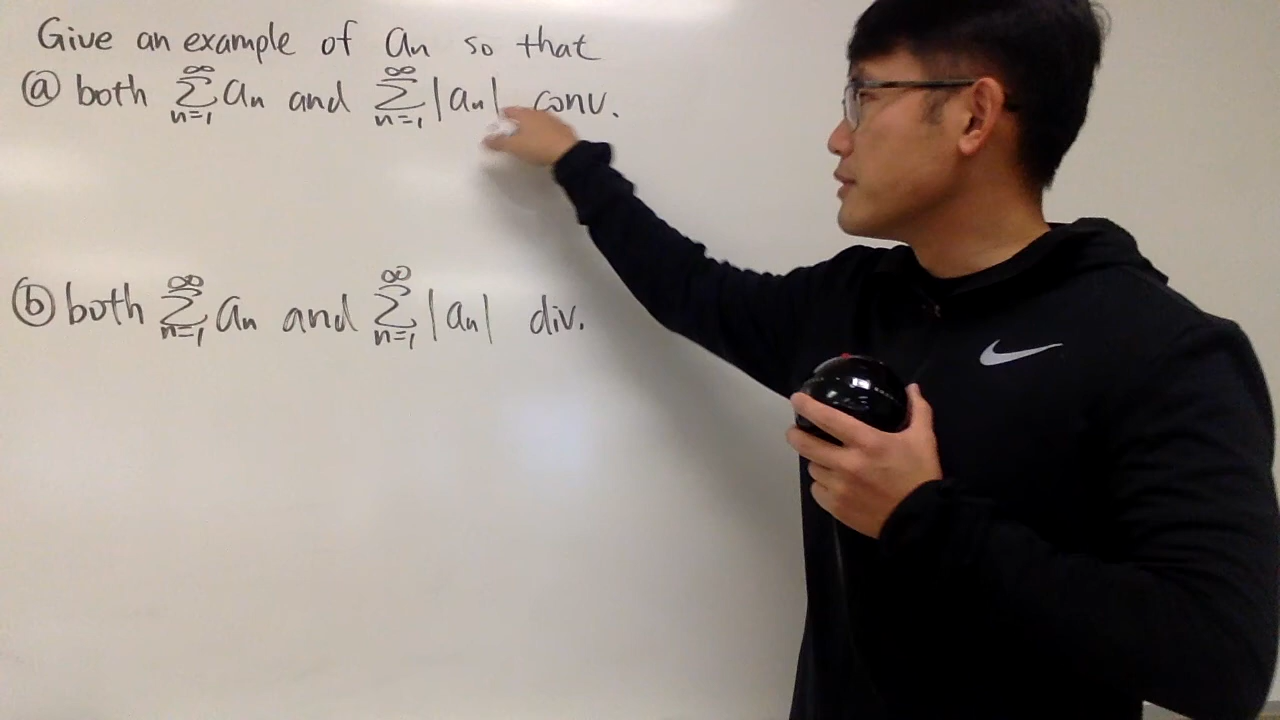 Give an example of aₙ so that
ⓐ both ∑_{n=1}^{∞} aₙ and ∑_{n=1}^{∞} |aₙ| conv.
ⓑ both ∑_{n=1}^{∞} aₙ and ∑_{n=1}^{∞} |aₙ| div.